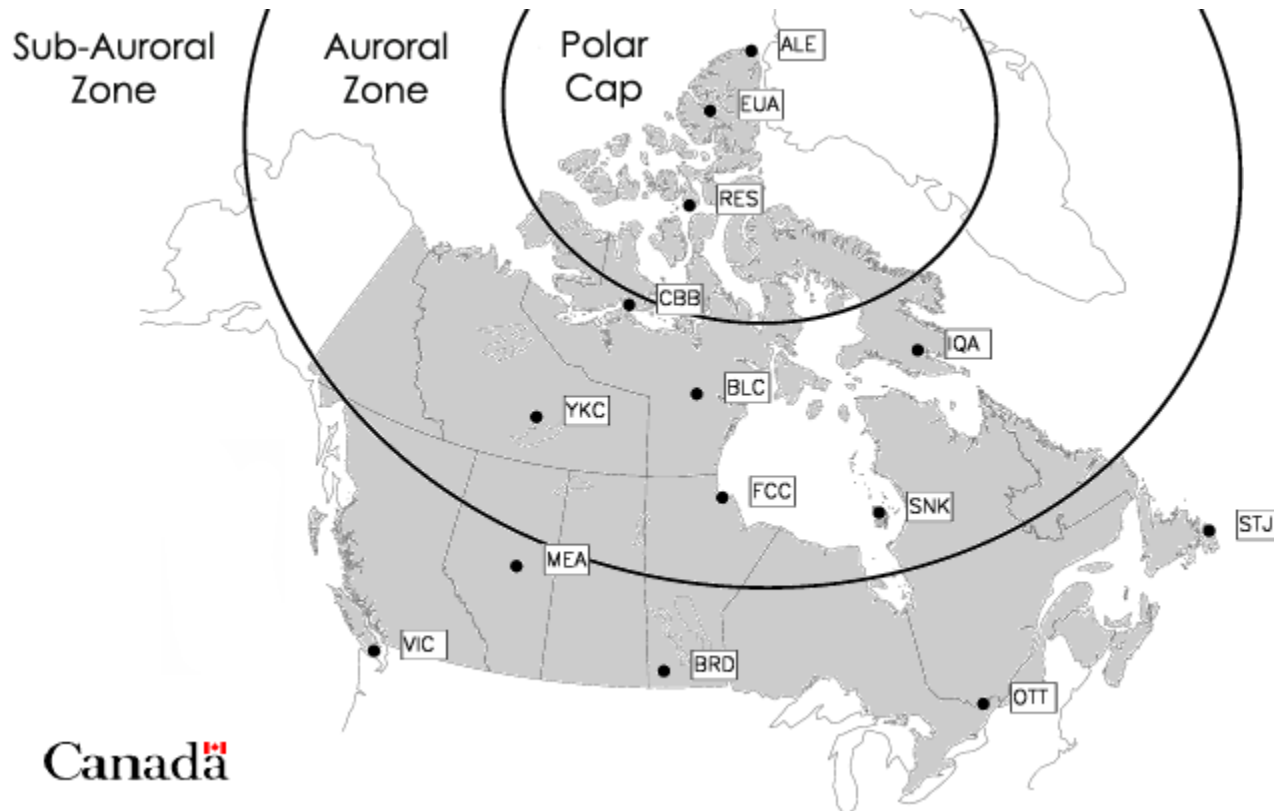 Sub-Auroral
Zone
Auroral
Zone
Polar
Cap
ALE
EUA
RES
CBB
IQA
BLC
YKC
FCC
SNK
STJ
MEA
VIC
BRD
OTT
Canada